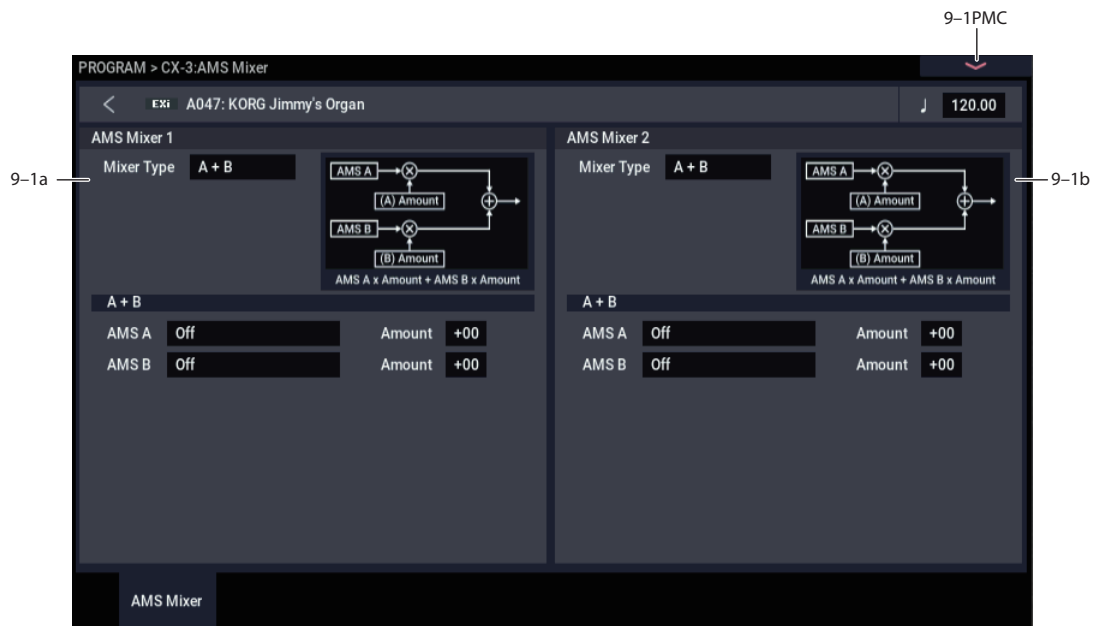 9–1PMC
PROGRAM > CX-3:AMS Mixer
EXi A047: KORG Jimmy's Organ
♩ 120.00
AMS Mixer 1
Mixer Type A + B
AMS A
(A) Amount
AMS B
(B) Amount
AMS A x Amount + AMS B x Amount
A + B
AMS A Off Amount +00
AMS B Off Amount +00
AMS Mixer 2
Mixer Type A + B
AMS A
(A) Amount
AMS B
(B) Amount
AMS A x Amount + AMS B x Amount
A + B
AMS A Off Amount +00
AMS B Off Amount +00
9–1a
9–1b
AMS Mixer